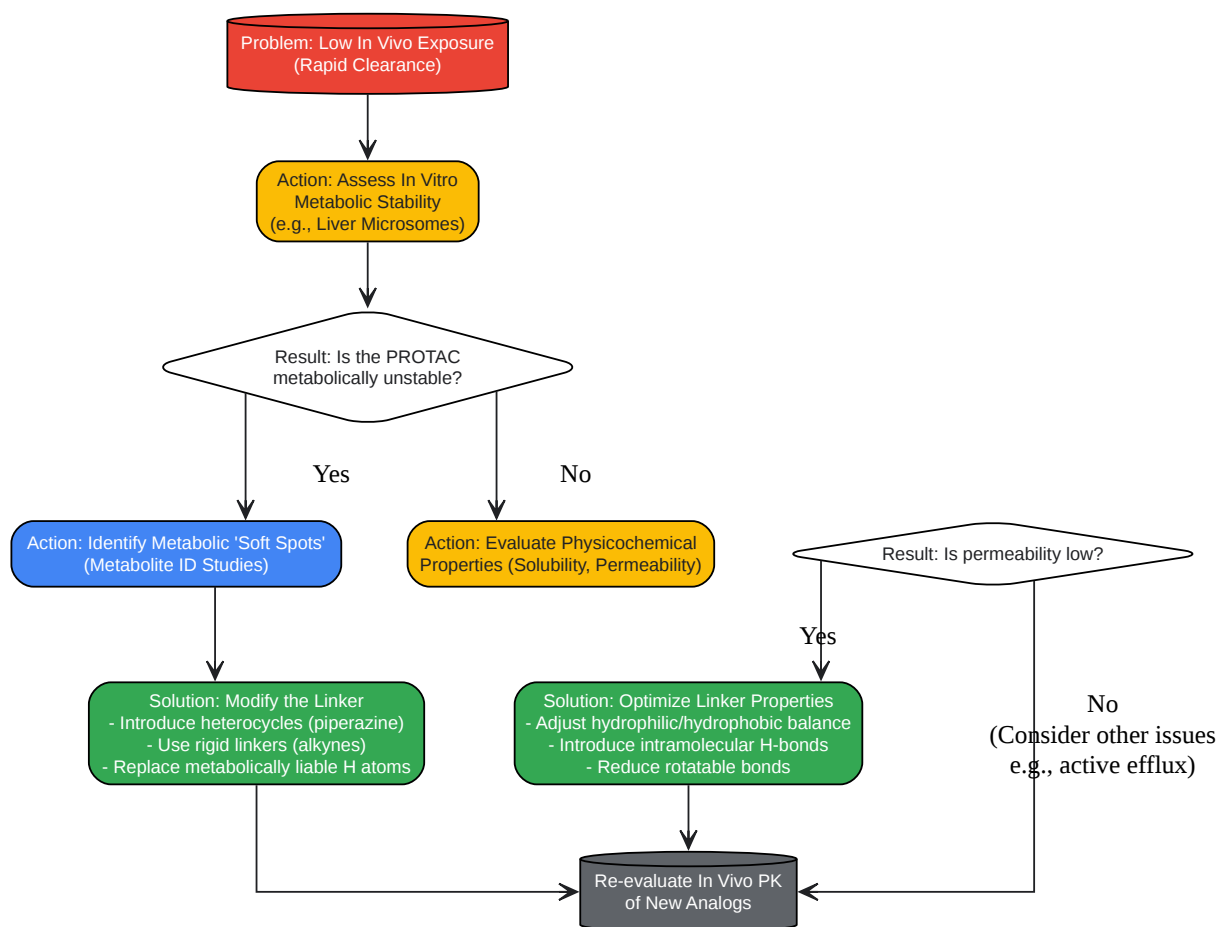 Problem: Low In Vivo Exposure
(Rapid Clearance)
Action: Assess In Vitro
Metabolic Stability
(e.g., Liver Microsomes)
Result: Is the PROTAC
metabolically unstable?
Yes
No
Action: Identify Metabolic 'Soft Spots'
(Metabolite ID Studies)
Action: Evaluate Physicochemical
Properties (Solubility, Permeability)
Result: Is permeability low?
Yes
Solution: Modify the Linker
- Introduce heterocycles (piperazine)
- Use rigid linkers (alkynes)
- Replace metabolically liable H atoms
Solution: Optimize Linker Properties
- Adjust hydrophilic/hydrophobic balance
- Introduce intramolecular H-bonds
- Reduce rotatable bonds
No
(Consider other issues
e.g., active efflux)
Re-evaluate In Vivo PK
of New Analogs